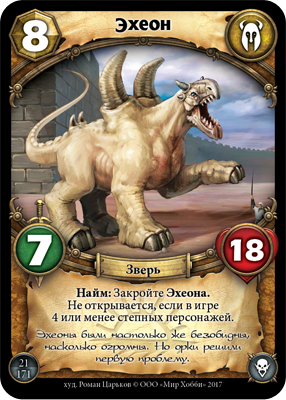 8
Эхеон
7
18
Зверь
Найм: Закройте Эхеона.
Не открывается, если в игре
4 или менее степных персонажей.
Эхеоны были настолько же безобидны,
насколько огромны. Но орки решили
первую проблему.
21
171
худ. Роман Царьков © ООО «Мир Хобби» 2017